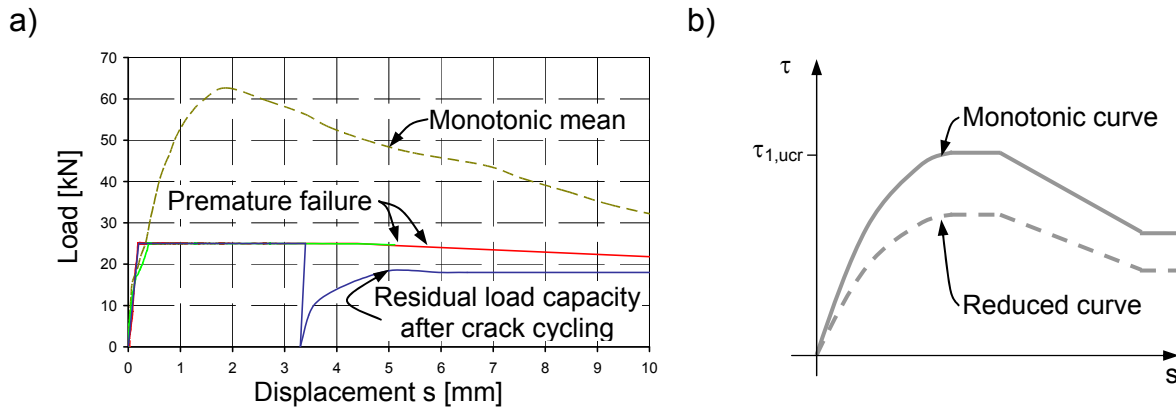 a)
70
60
50
40
30
20
10
0
Load [kN]
Monotonic mean
Premature failure
Residual load capacity
after crack cycling
0 1 2 3 4 5 6 7 8 9 10
Displacement s [mm]
b)
τ
τ1,ucr
Monotonic curve
Reduced curve
s